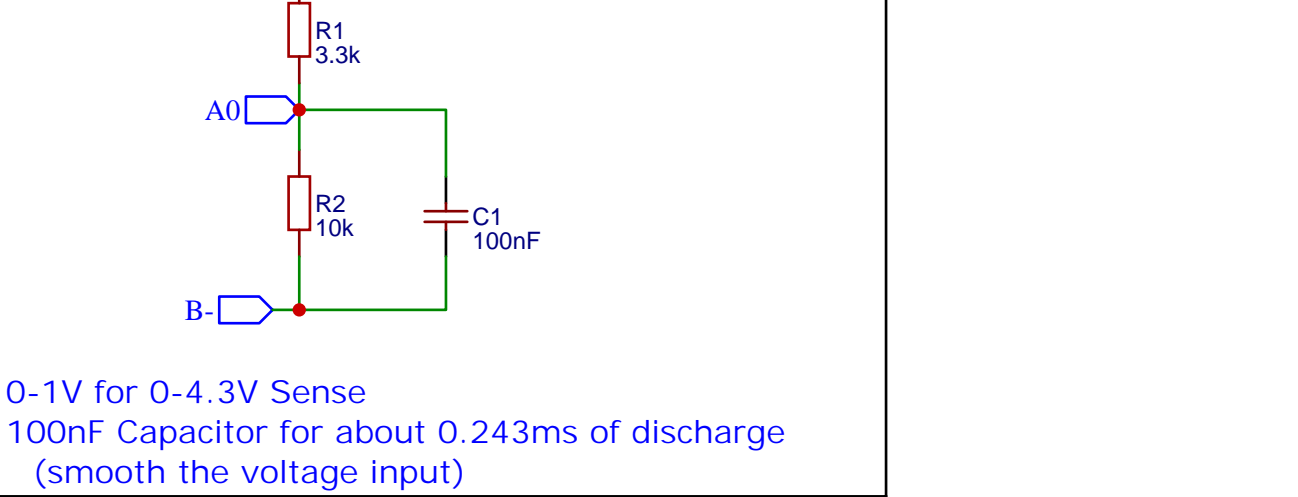 R1
3.3k
A0
R2
10k
C1
100nF
B-
0-1V for 0-4.3V Sense
100nF Capacitor for about 0.243ms of discharge
(smooth the voltage input)